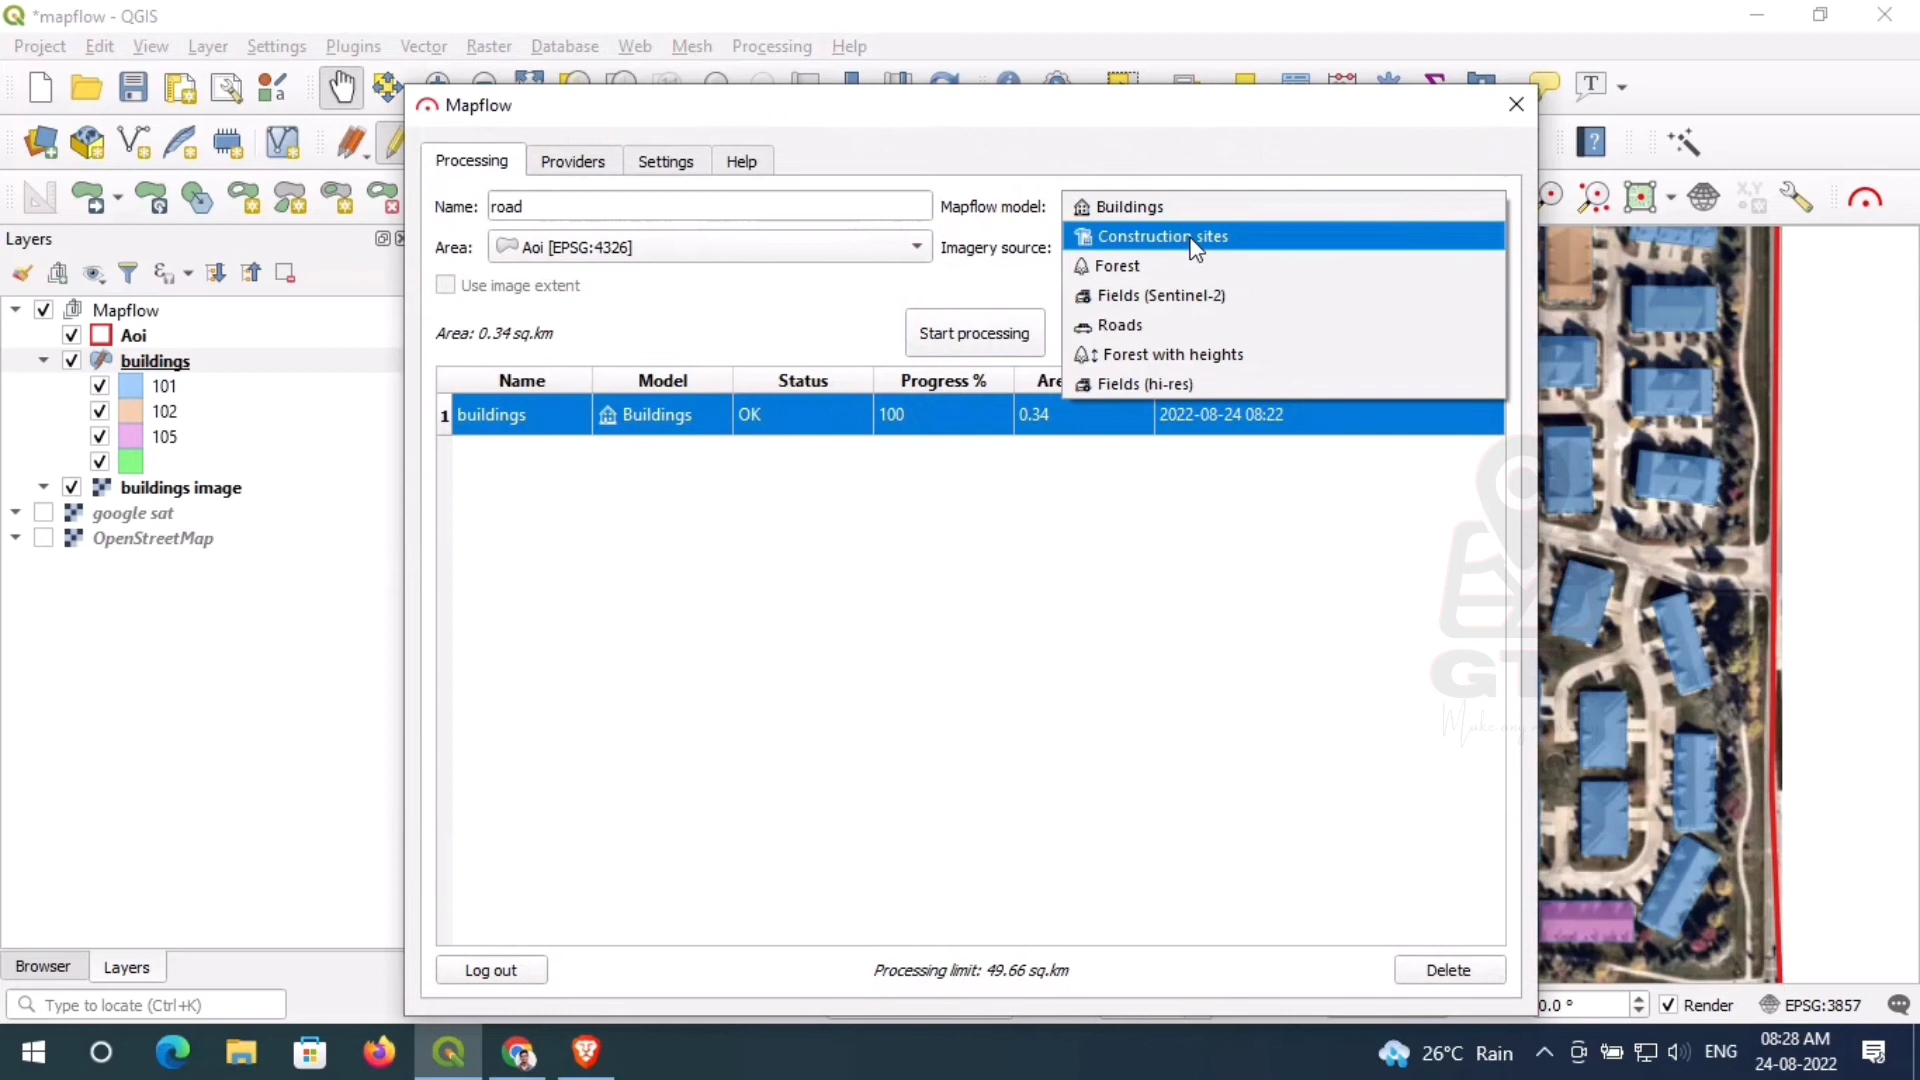 *mapflow - QGIS
Project Edit View Layer Settings Plugins Vector Raster Database Web Mesh Processing Help
Mapflow
Processing Providers Settings Help
Name: road Mapflow model: Buildings
Construction sites
Area: Aoi [EPSG:4326] Imagery source:
Forest
Use image extent
Fields (Sentinel-2)
Roads
Area: 0.34 sq.km Start processing
Forest with heights
Fields (hi-res)
Name Model Status Progress % Are
1 buildings Buildings OK 100 0.34 2022-08-24 08:22
Layers
Mapflow
Aoi
buildings
101
102
105
buildings image
google sat
OpenStreetMap
GT
Log out Processing limit: 49.66 sq.km Delete
Browser Layers
Type to locate (Ctrl+K) 0.0 ° Render EPSG:3857
26°C Rain ENG 08:28 AM
24-08-2022